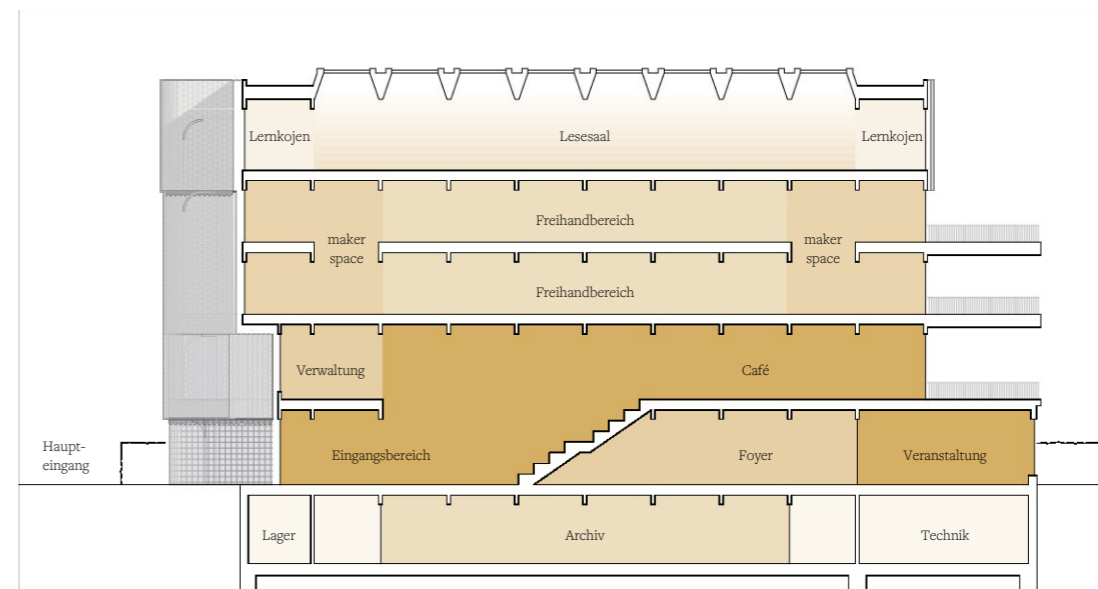 Lernkojen
Lesesaal
Lernkojen
Freihandbereich
maker
space
maker
space
Freihandbereich
Verwaltung
Café
Haupt-
eingang
Eingangsbereich
Foyer
Veranstaltung
Lager
Archiv
Technik